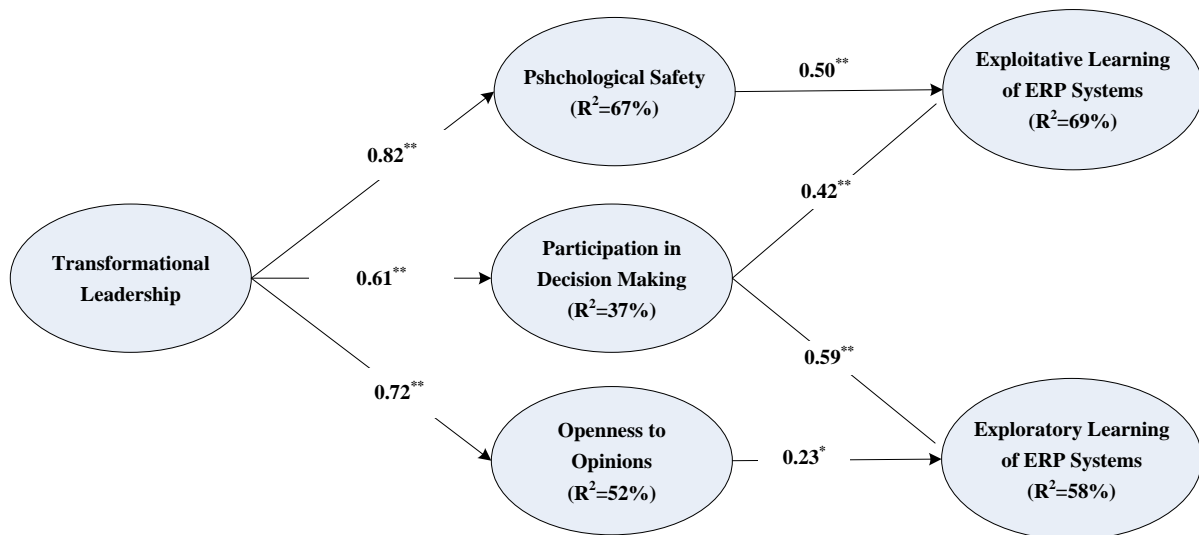 Transformational
Leadership
0.82**
0.61**
0.72**
Pshchological Safety
(R²=67%)
Participation in
Decision Making
(R²=37%)
Openness to
Opinions
(R²=52%)
0.50**
0.42**
0.59**
0.23*
Exploitative Learning
of ERP Systems
(R²=69%)
Exploratory Learning
of ERP Systems
(R²=58%)